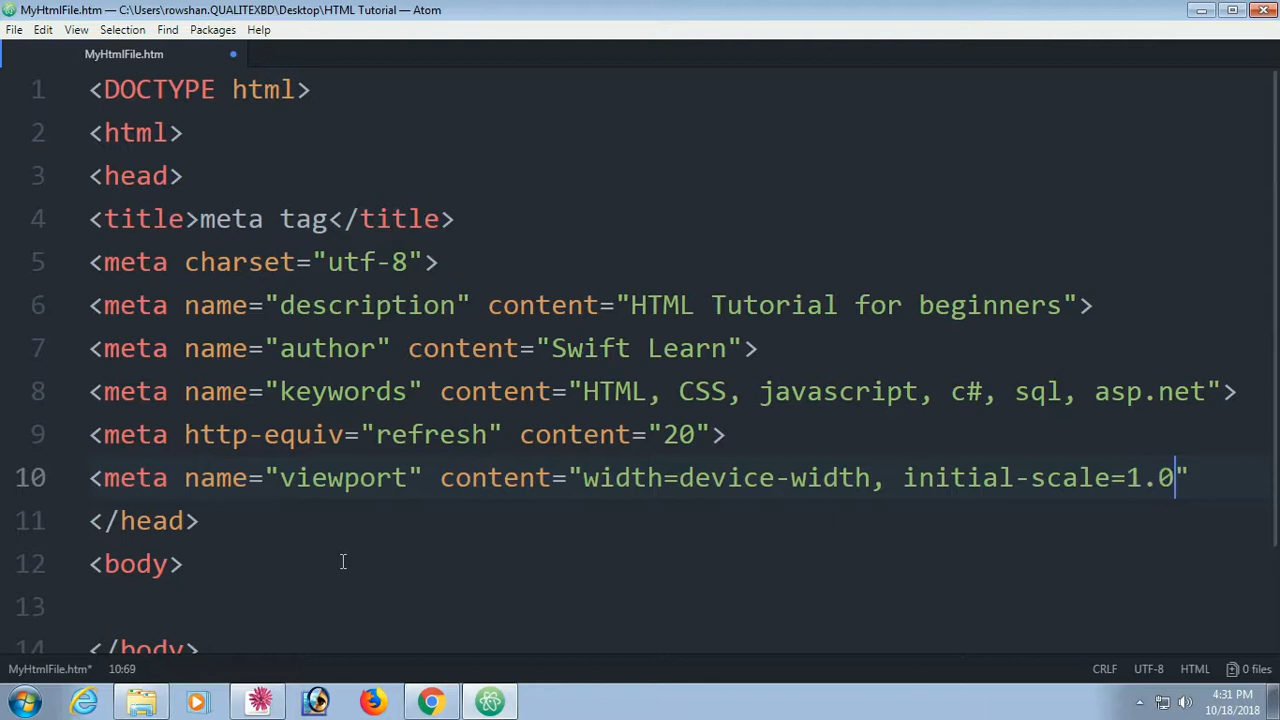 MyHtmlFile.htm — C:\Users\rowshan.QUALITEXBD\Desktop\HTML Tutorial — Atom
File Edit View Selection Find Packages Help
MyHtmlFile.htm
1 <DOCTYPE html>
2 <html>
3 <head>
4 <title>meta tag</title>
5 <meta charset="utf-8">
6 <meta name="description" content="HTML Tutorial for beginners">
7 <meta name="author" content="Swift Learn">
8 <meta name="keywords" content="HTML, CSS, javascript, c#, sql, asp.net">
9 <meta http-equiv="refresh" content="20">
10 <meta name="viewport" content="width=device-width, initial-scale=1.0"
11 </head>
12 <body>
13
14 </body>
MyHtmlFile.htm* 10:69 CRLF UTF-8 HTML 0 files
4:31 PM
10/18/2018